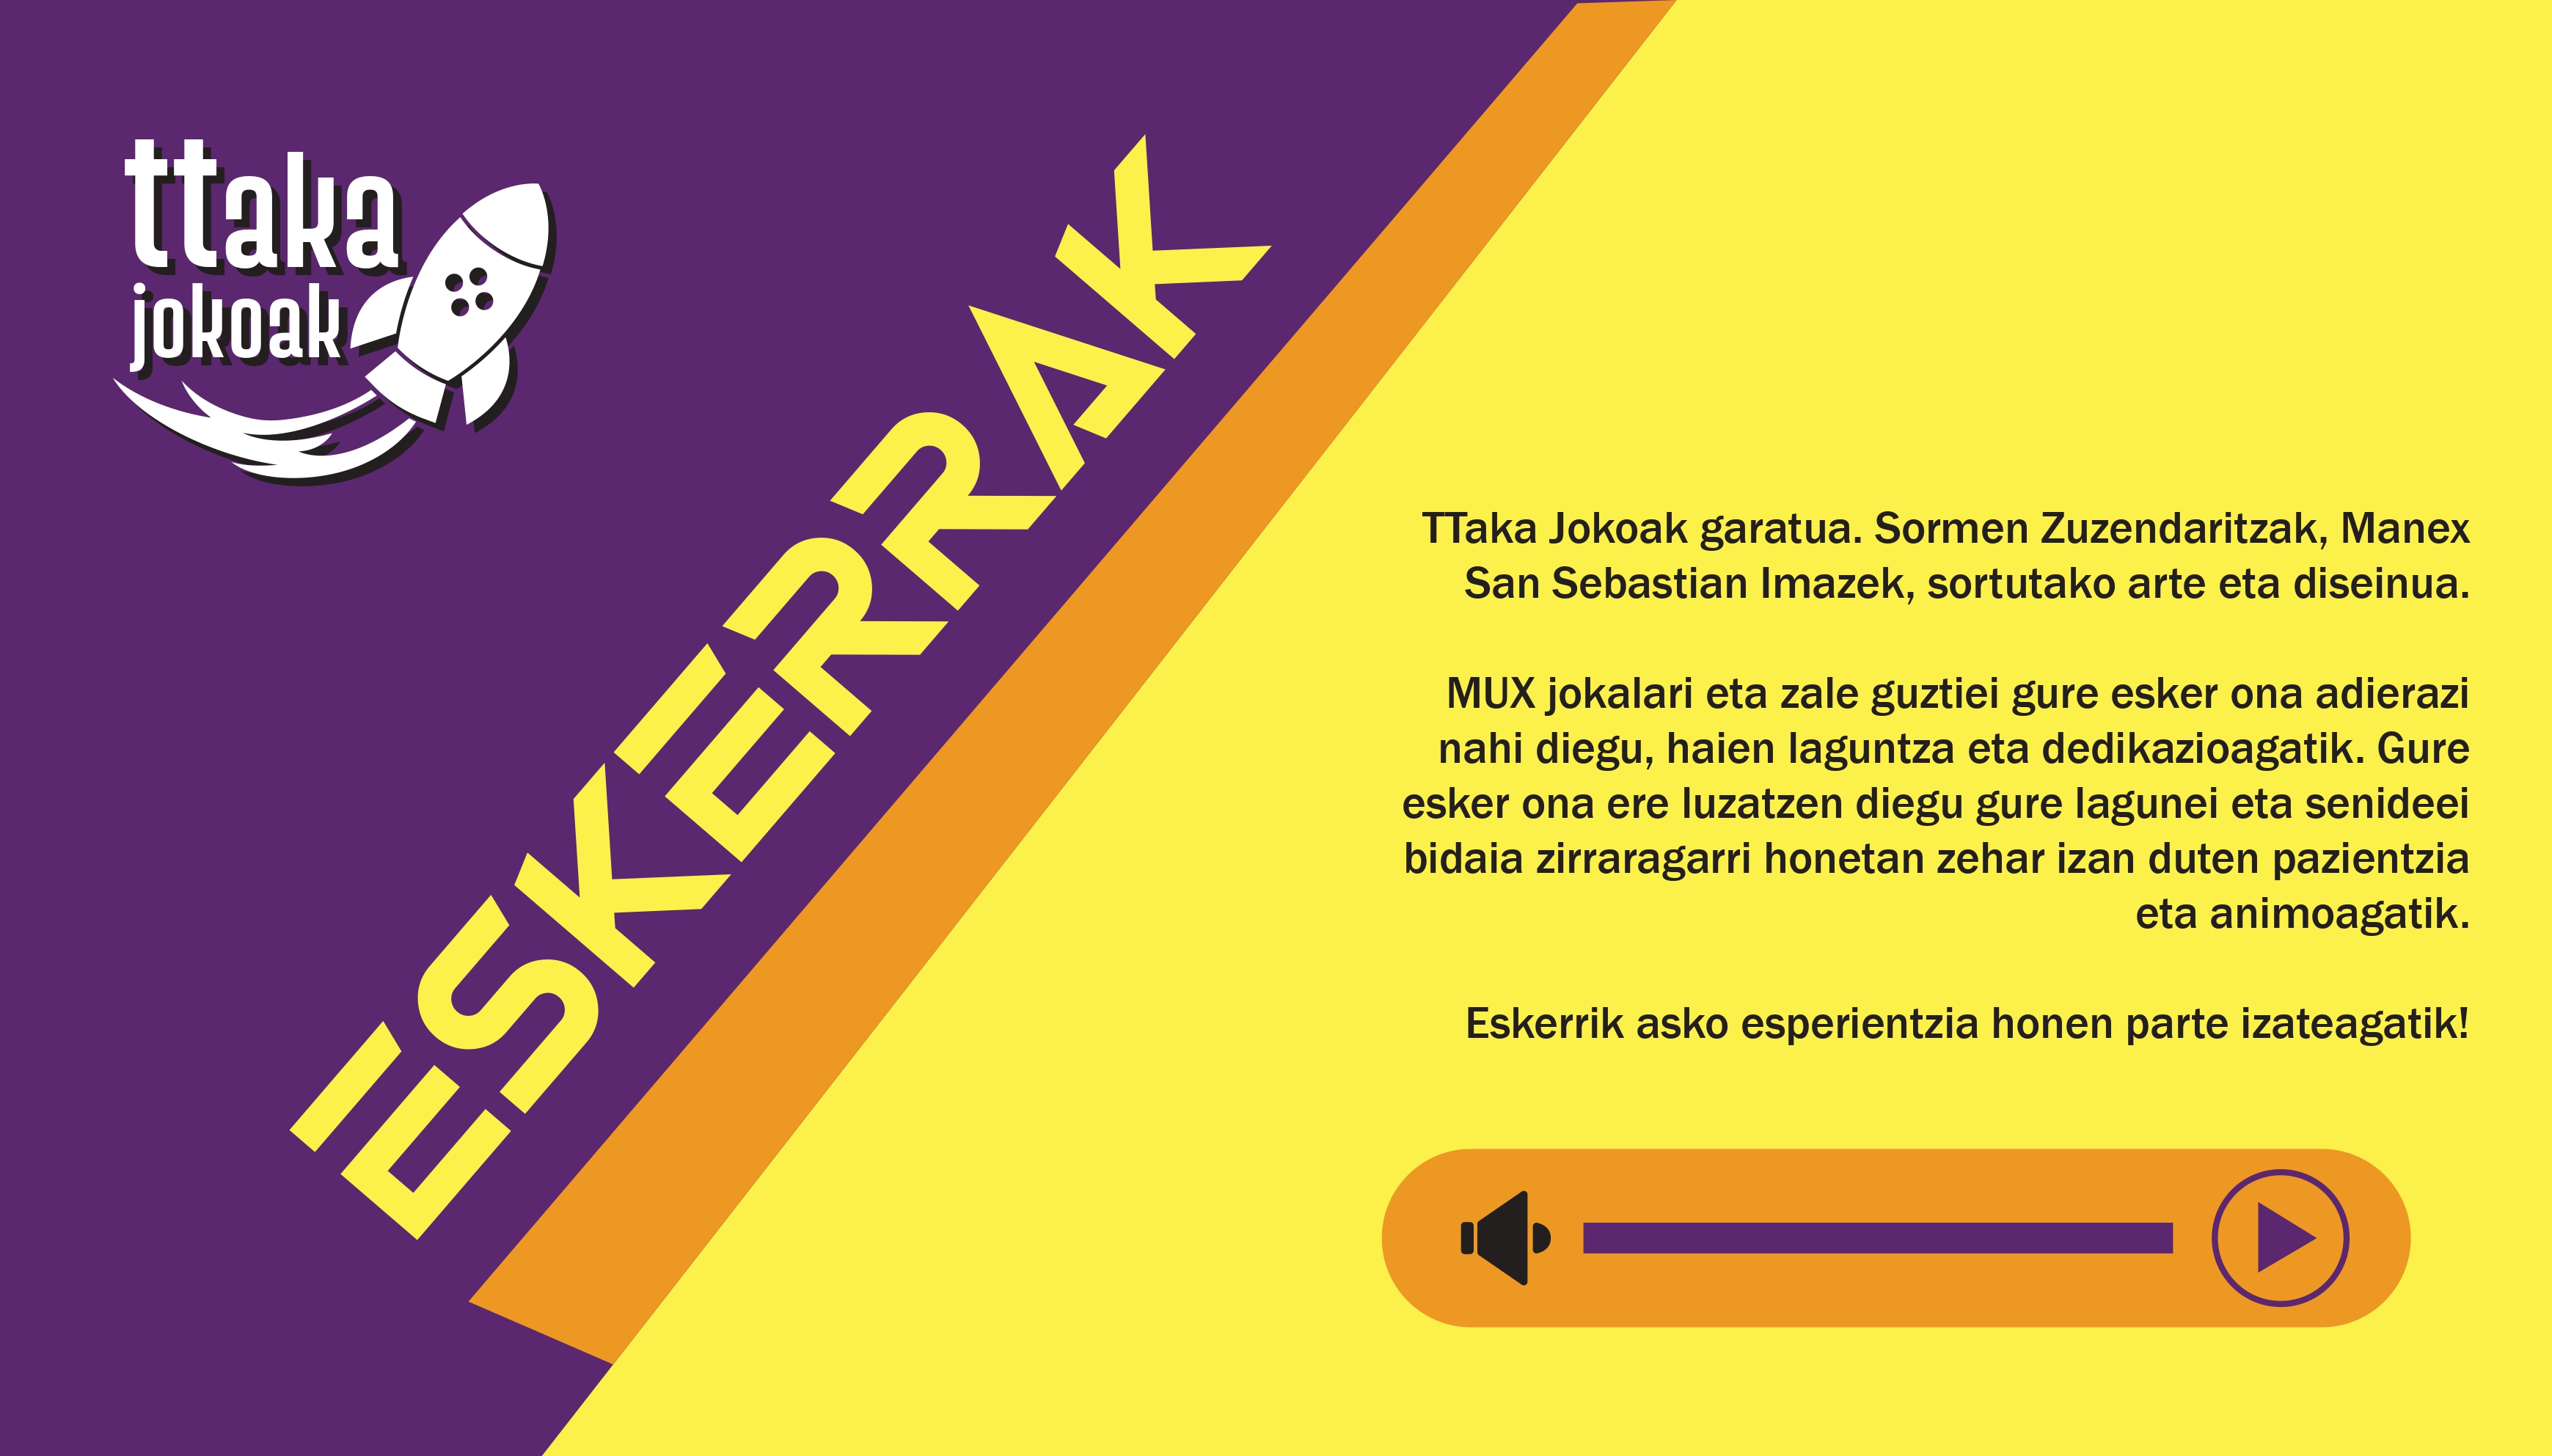 ttaka
jokoak
ESKERRAK
TTaka Jokoak garatua. Sormen Zuzendaritzak, Manex
San Sebastian Imazek, sortutako arte eta diseinua.
MUX jokalari eta zale guztiei gure esker ona adierazi
nahi diegu, haien laguntza eta dedikazioagatik. Gure
esker ona ere luzatzen diegu gure lagunei eta senideei
bidaia zirraragarri honetan zehar izan duten pazientzia
eta animoagatik.
Eskerrik asko esperientzia honen parte izateagatik!